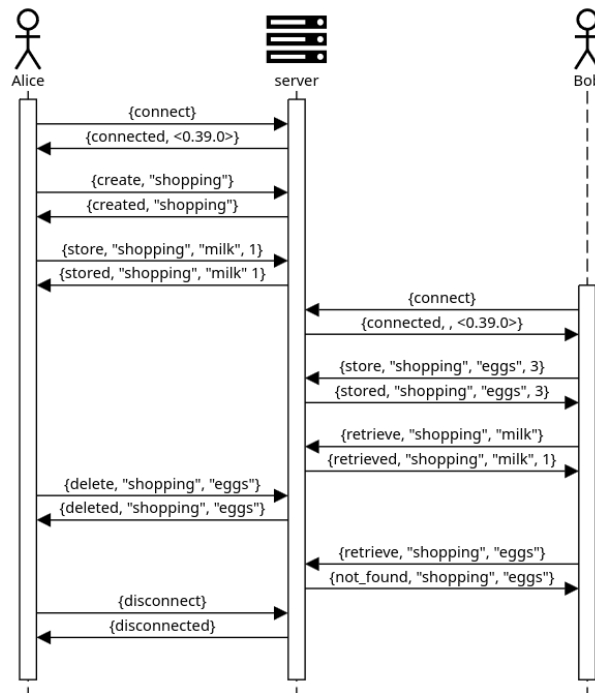 Alice
server
Bob
{connect}
{connected, <0.39.0>}
{create, "shopping"}
{created, "shopping"}
{store, "shopping", "milk", 1}
{stored, "shopping", "milk" 1}
{connect}
{connected, , <0.39.0>}
{store, "shopping", "eggs", 3}
{stored, "shopping", "eggs", 3}
{retrieve, "shopping", "milk"}
{retrieved, "shopping", "milk", 1}
{delete, "shopping", "eggs"}
{deleted, "shopping", "eggs"}
{retrieve, "shopping", "eggs"}
{not_found, "shopping", "eggs"}
{disconnect}
{disconnected}